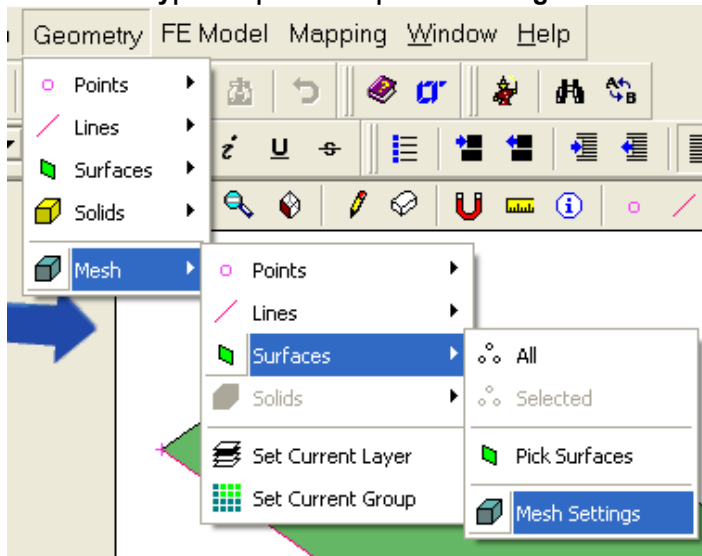 Geometry FE Model Mapping Window Help
Points
Lines
Surfaces
Solids
Mesh
Points
Lines
Surfaces
Solids
Set Current Layer
Set Current Group
All
Selected
Pick Surfaces
Mesh Settings